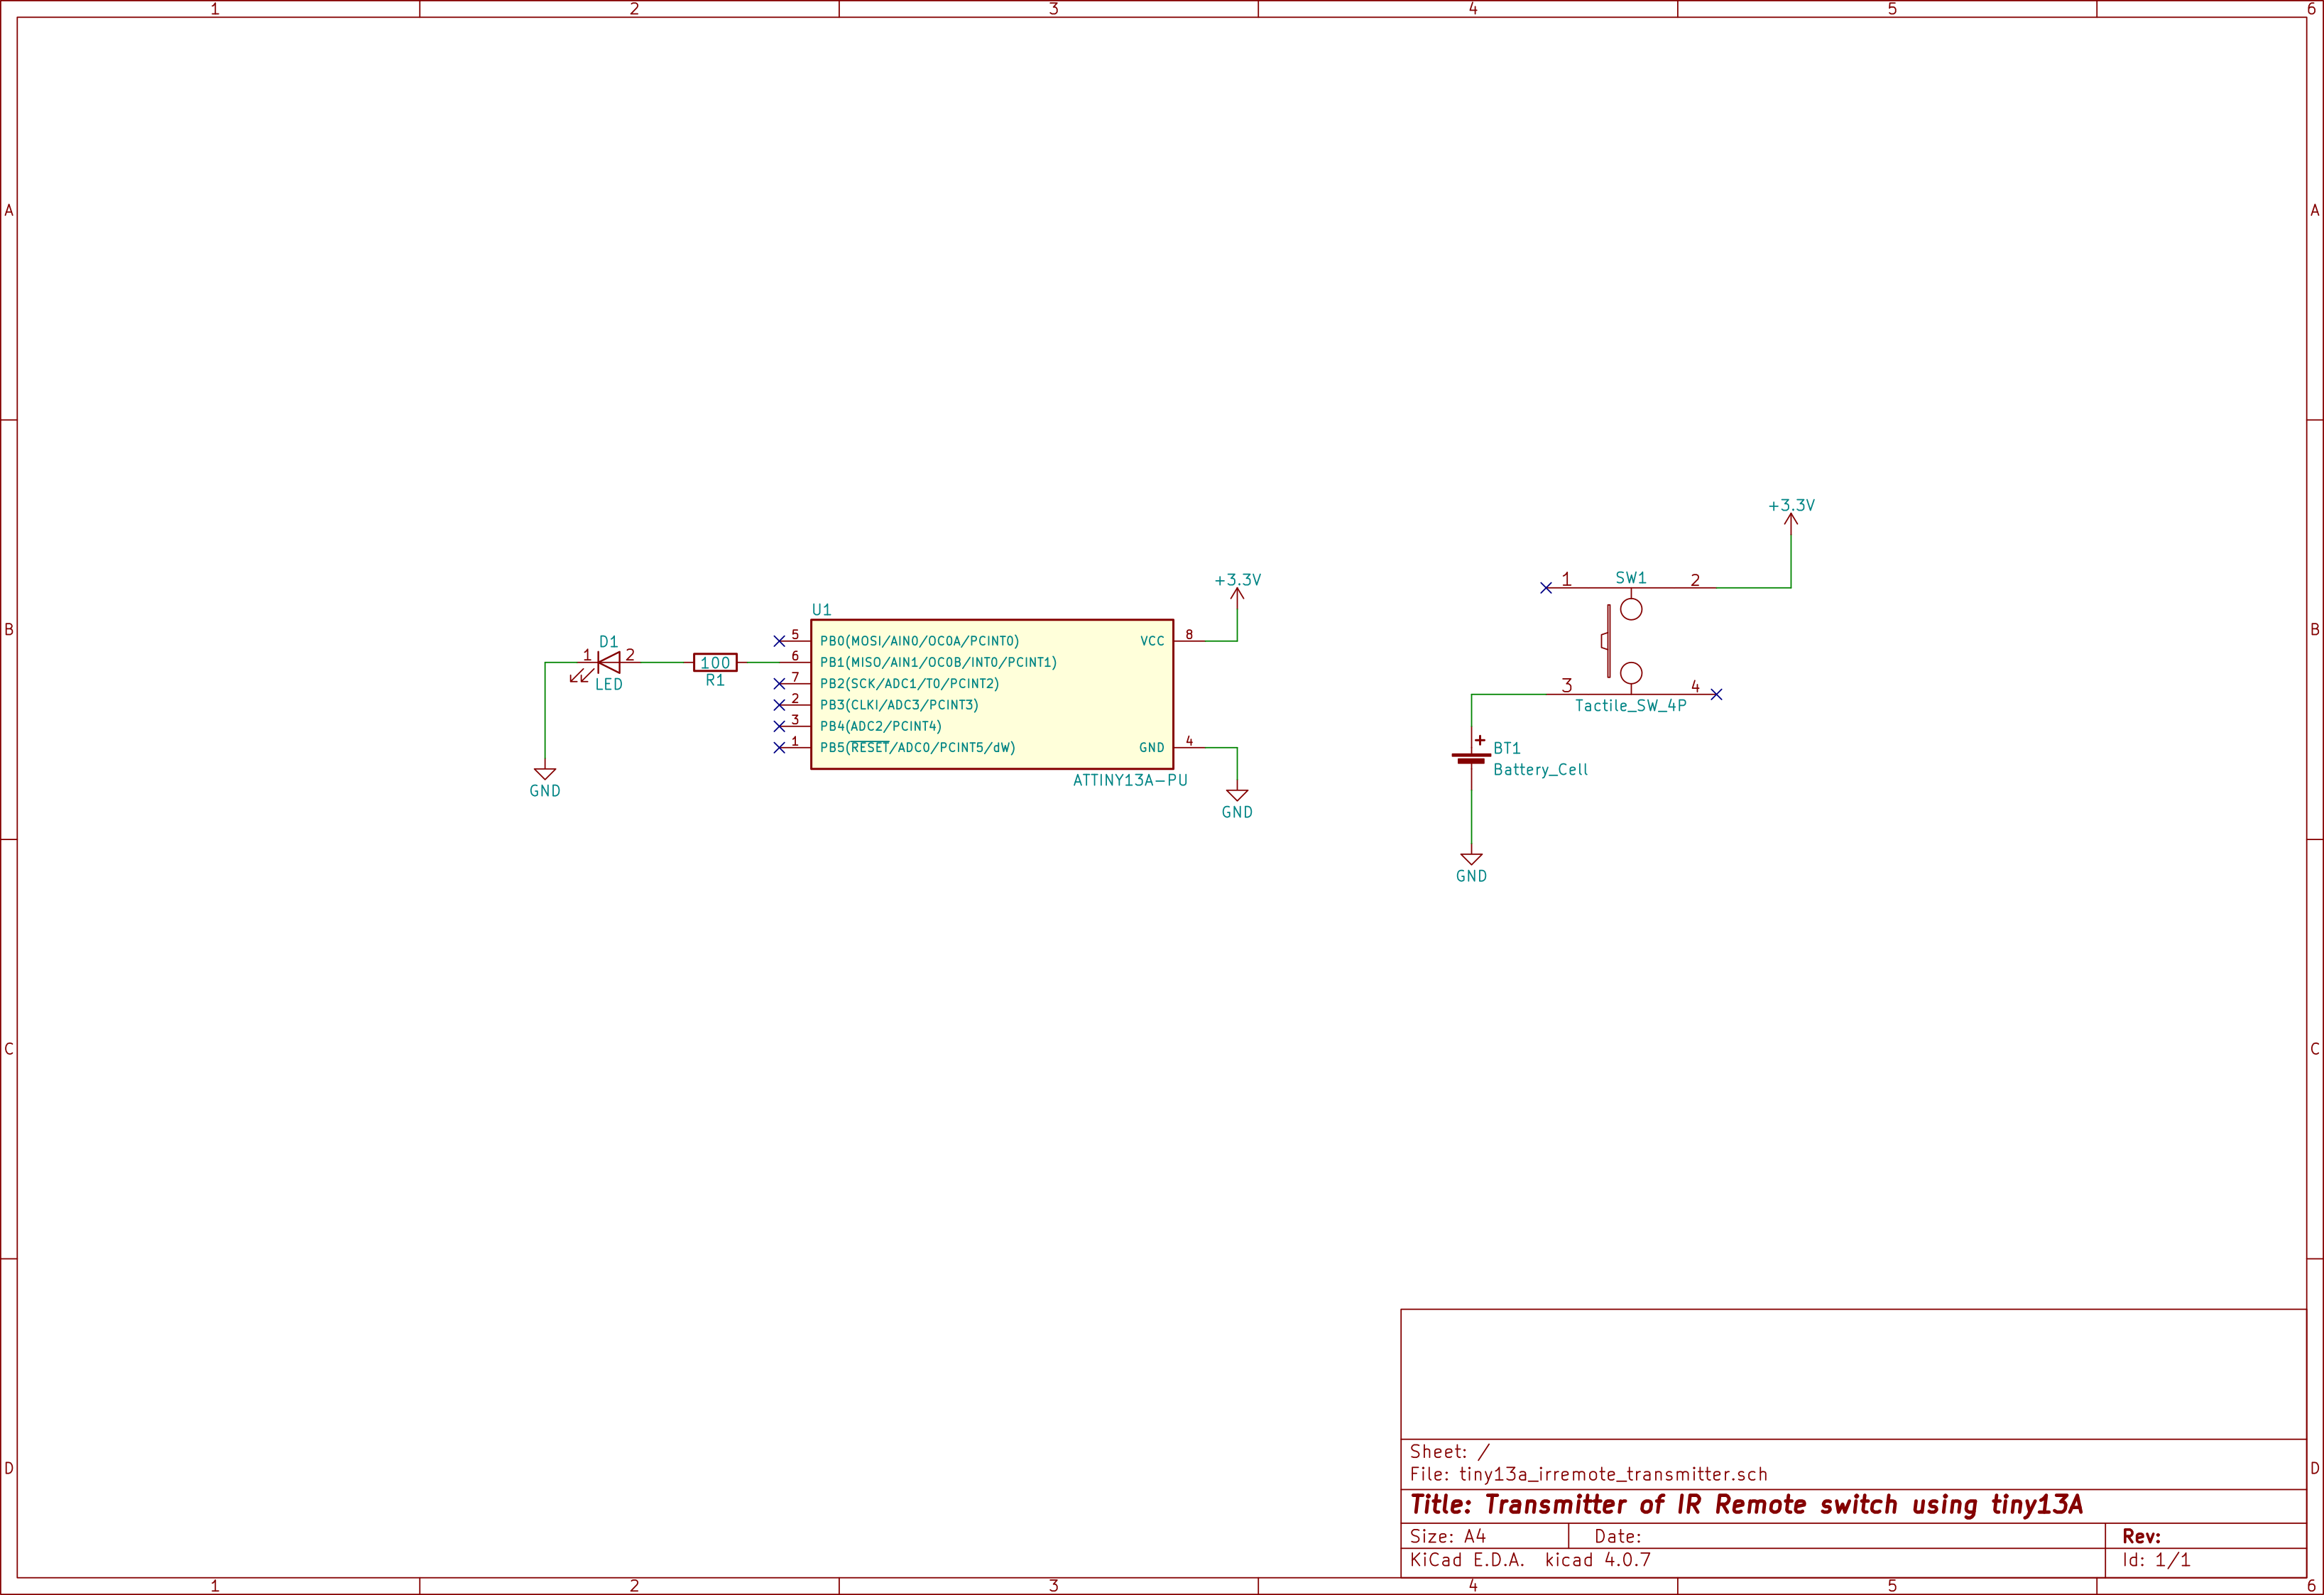 1 2 3 4 5 6
A A
+3.3V
+3.3V
1 SW1 2
U1
B B
D1
5 PB0(MOSI/AIN0/OC0A/PCINT0) VCC 8
1 2 100 6 PB1(MISO/AIN1/OC0B/INT0/PCINT1)
LED R1 7 PB2(SCK/ADC1/T0/PCINT2) 3 4
2 PB3(CLKI/ADC3/PCINT3) Tactile_SW_4P
3 PB4(ADC2/PCINT4)
1 PB5(RESET/ADC0/PCINT5/dW) GND 4 + BT1
Battery_Cell
ATTINY13A-PU
GND
GND
GND
C C
Sheet: /
D D
File: tiny13a_irremote_transmitter.sch
Title: Transmitter of IR Remote switch using tiny13A
Size: A4 Date: Rev:
KiCad E.D.A. kicad 4.0.7 Id: 1/1
1 2 3 4 5 6